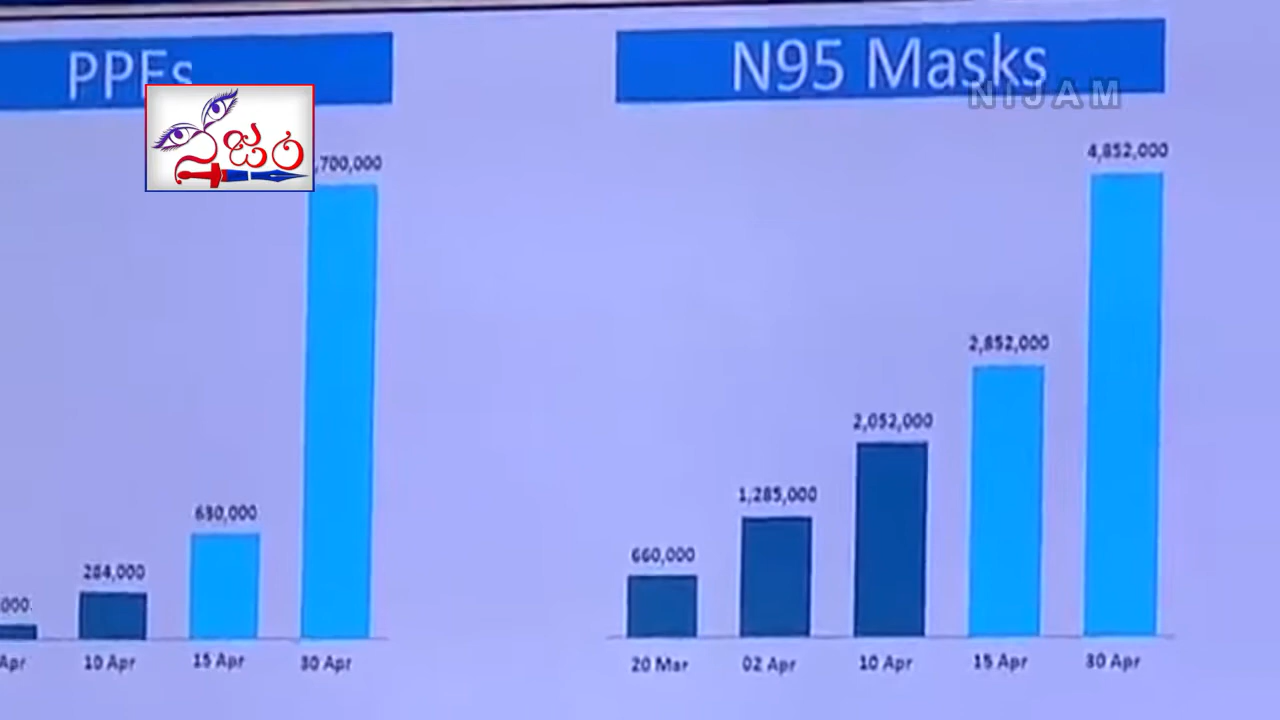 PPEs
N95 Masks
NIJAM
నిజం
,700,000
630,000
284,000
,000
Apr
10 Apr
15 Apr
30 Apr
4,852,000
2,852,000
2,052,000
1,285,000
660,000
20 Mar
02 Apr
10 Apr
15 Apr
30 Apr